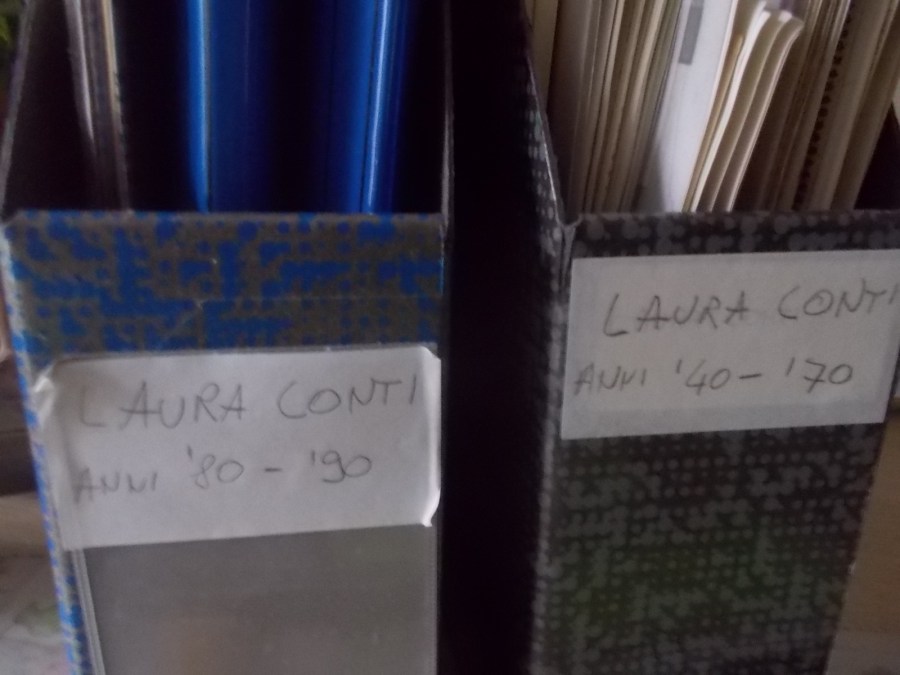 LAURA CONTI
ANNI '80 - '90
LAURA CONTI
ANNI '40 - '70